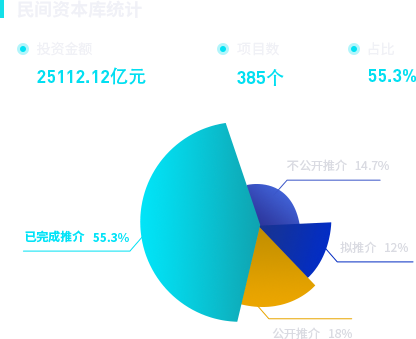 民间资本库统计
投资金额 项目数 占比
25112.12亿元 385个 55.3%
不公开推介 14.7%
已完成推介 55.3%
拟推介 12%
公开推介 18%